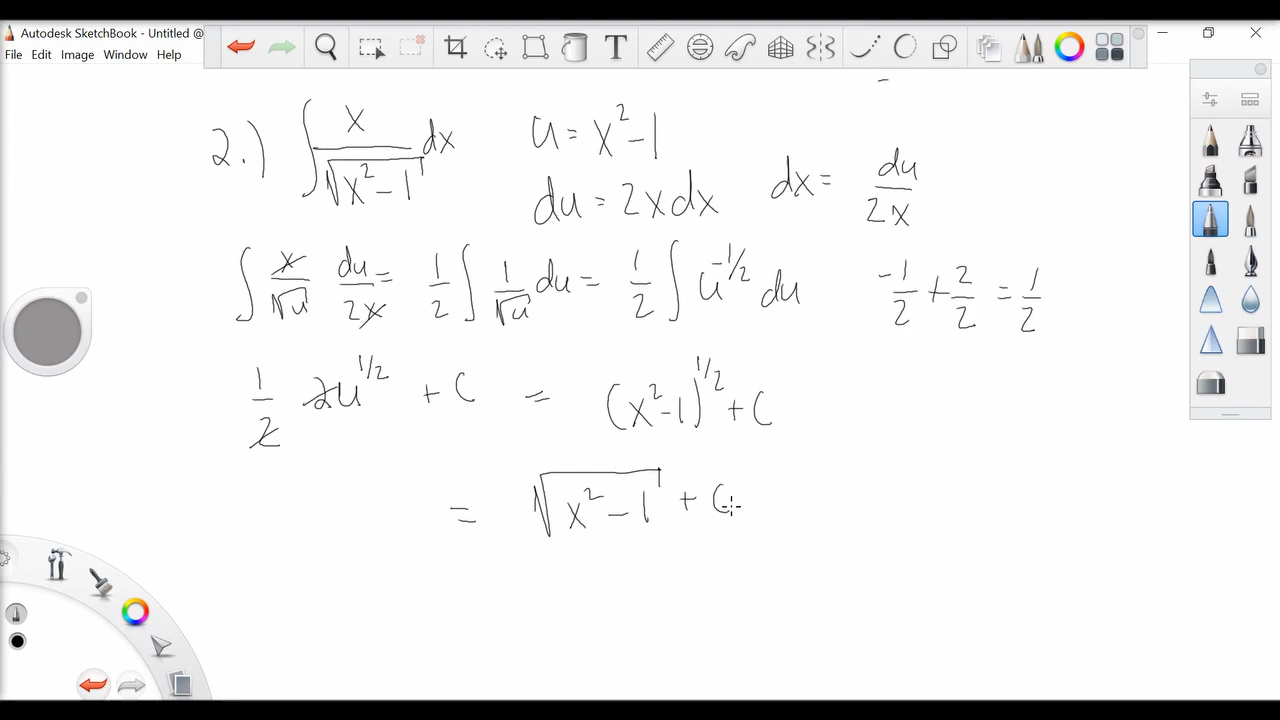 Autodesk SketchBook - Untitled @
File Edit Image Window Help
T
2.) ∫ x/√(x²-1) dx u = x²-1
du = 2x dx dx = du/2x
∫ x/√u du/2x = 1/2 ∫ 1/√u du = 1/2 ∫ u^-1/2 du -1/2 + 2/2 = 1/2
1/2 2u^1/2 + C = (x²-1)^1/2 + C
= √(x²-1) + C